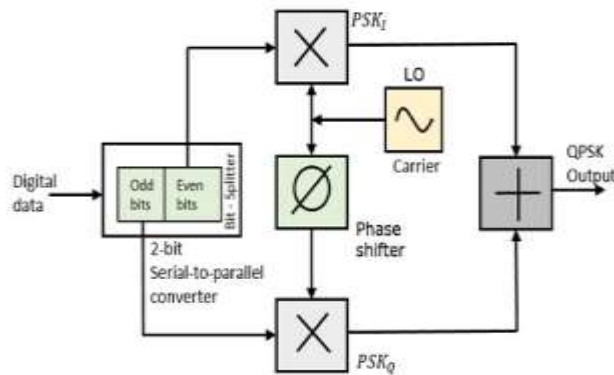 PSK_I
LO
Carrier
QPSK
Output
Digital
data
Odd
bits
Even
bits
Bit - Splitter
Phase
shifter
2-bit
Serial-to-parallel
converter
PSK_Q